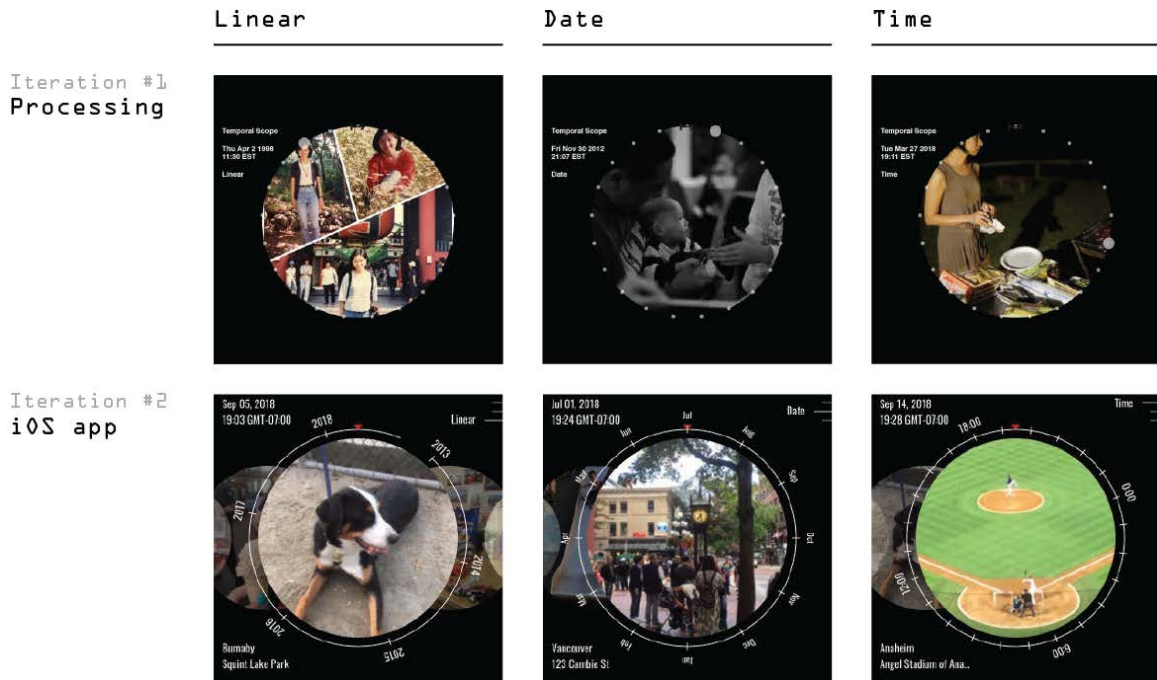 Linear
Date
Time
Iteration #1
Processing
Temporal Scope
Thu Apr 2 1998
11:30 EST
Linear
Temporal Scope
Fri Nov 30 2012
21:07 EST
Date
Temporal Scope
Tue Mar 27 2018
19:11 EST
Time
Iteration #2
iOS app
Sep 05, 2018
19:03 GMT-07:00
Linear
2018
2013
2017
2014
2016
2015
Burnaby
Squint Lake Park
Jul 01, 2018
19:24 GMT-07:00
Date
Jul
Jun
Aug
May
Sep
Apr
Oct
Mar
Nov
Feb
Dec
Jan
Vancouver
123 Cambie St
Sep 14, 2018
19:28 GMT-07:00
Time
18:00
0:00
12:00
6:00
Anaheim
Angel Stadium of Ana...